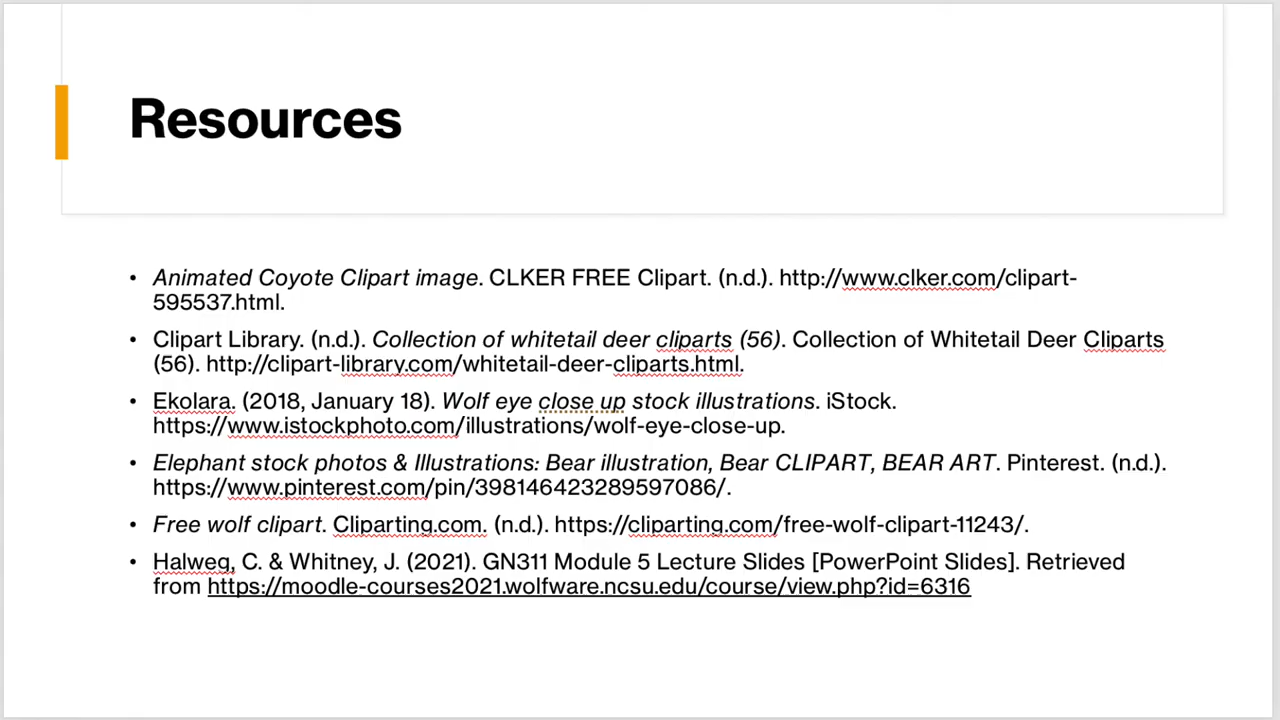 Resources
• Animated Coyote Clipart image. CLKER FREE Clipart. (n.d.). http://www.clker.com/clipart-
595537.html.
• Clipart Library. (n.d.). Collection of whitetail deer cliparts (56). Collection of Whitetail Deer Cliparts
(56). http://clipart-library.com/whitetail-deer-cliparts.html.
• Ekolara. (2018, January 18). Wolf eye close up stock illustrations. iStock.
https://www.istockphoto.com/illustrations/wolf-eye-close-up.
• Elephant stock photos & Illustrations: Bear illustration, Bear CLIPART, BEAR ART. Pinterest. (n.d.).
https://www.pinterest.com/pin/398146423289597086/.
• Free wolf clipart. Cliparting.com. (n.d.). https://cliparting.com/free-wolf-clipart-11243/.
• Halweg, C. & Whitney, J. (2021). GN311 Module 5 Lecture Slides [PowerPoint Slides]. Retrieved
from https://moodle-courses2021.wolfware.ncsu.edu/course/view.php?id=6316